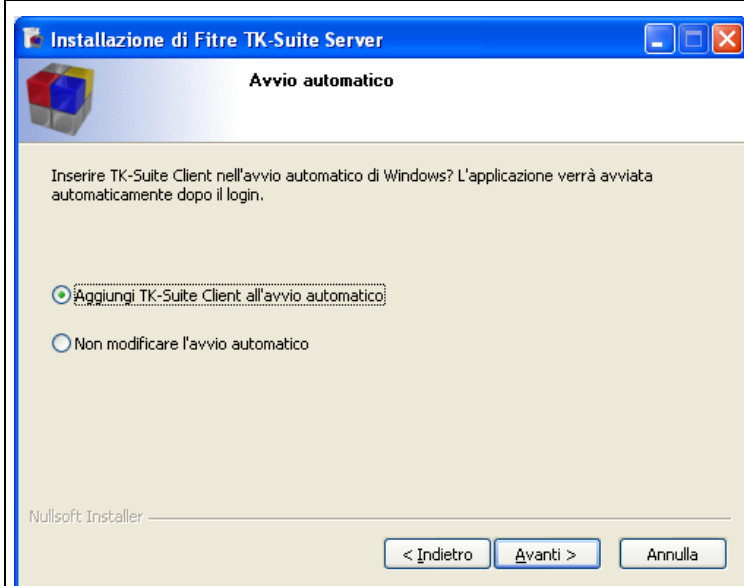 Installazione di Fitre TK-Suite Server
Avvio automatico
Inserire TK-Suite Client nell'avvio automatico di Windows? L'applicazione verrà avviata
automaticamente dopo il login.
Aggiungi TK-Suite Client all'avvio automatico
Non modificare l'avvio automatico
Nullsoft Installer
< Indietro
Avanti >
Annulla